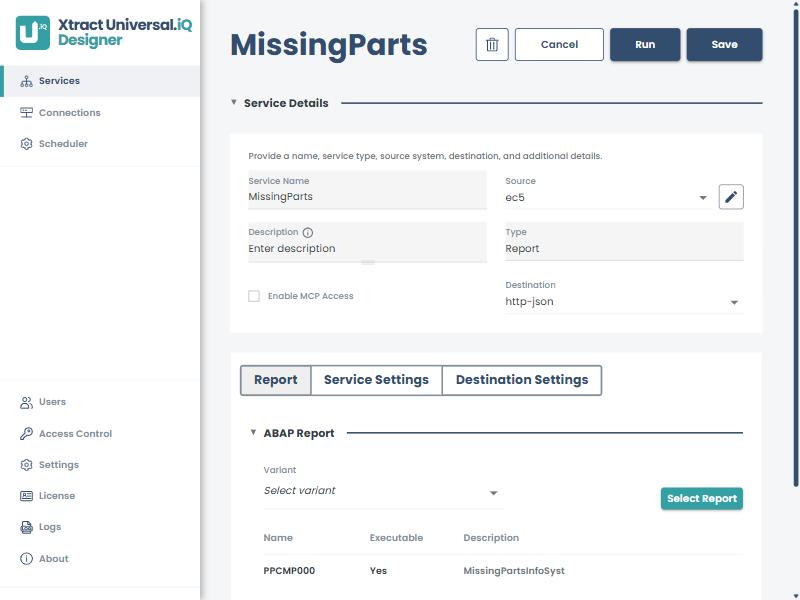 U.iQ
Xtract Universal.iQ
Designer
Services
Connections
Scheduler
Users
Access Control
Settings
License
Logs
About
MissingParts
Cancel
Run
Save
Service Details
Provide a name, service type, source system, destination, and additional details.
Service Name
MissingParts
Source
ec5
Description
Enter description
Type
Report
Enable MCP Access
Destination
http-json
Report Service Settings Destination Settings
ABAP Report
Variant
Select variant
Select Report
Name Executable Description
PPCMP000 Yes MissingPartsInfoSyst